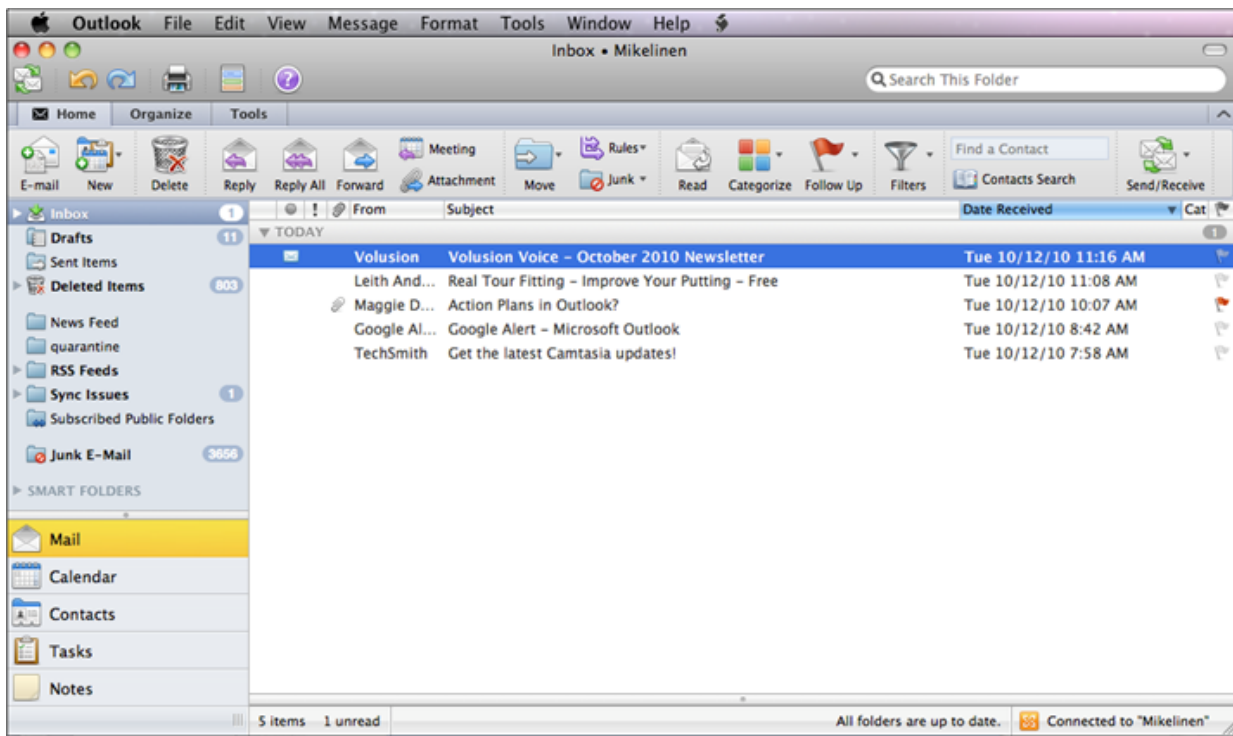 Outlook File Edit View Message Format Tools Window Help
Inbox • Mikelinen
Search This Folder
Home Organize Tools
Meeting Rules Find a Contact
Attachment Junk Contacts Search
E-mail New Delete Reply Reply All Forward Move Read Categorize Follow Up Filters Send/Receive
Inbox 1
Drafts 11
Sent Items
Deleted Items 803
News Feed
quarantine
RSS Feeds
Sync Issues 1
Subscribed Public Folders
Junk E-Mail 3656
SMART FOLDERS
Mail
Calendar
Contacts
Tasks
Notes
! From Subject Date Received Cat
TODAY 1
Volusion Volusion Voice – October 2010 Newsletter Tue 10/12/10 11:16 AM
Leith And... Real Tour Fitting – Improve Your Putting – Free Tue 10/12/10 11:08 AM
Maggie D... Action Plans in Outlook? Tue 10/12/10 10:07 AM
Google Al... Google Alert – Microsoft Outlook Tue 10/12/10 8:42 AM
TechSmith Get the latest Camtasia updates! Tue 10/12/10 7:58 AM
5 items 1 unread All folders are up to date. Connected to "Mikelinen"